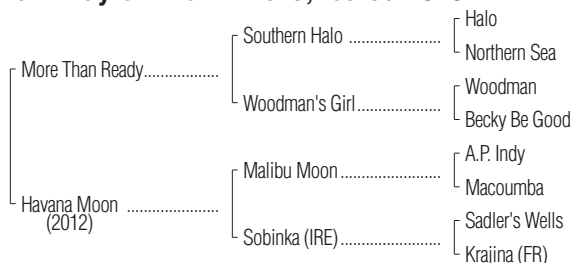 Southern Halo
Halo
Northern Sea
More Than Ready
Woodman's Girl
Woodman
Becky Be Good
Malibu Moon
A.P. Indy
Macoumba
Havana Moon
(2012)
Sobinka (IRE)
Sadler's Wells
Krajina (FR)